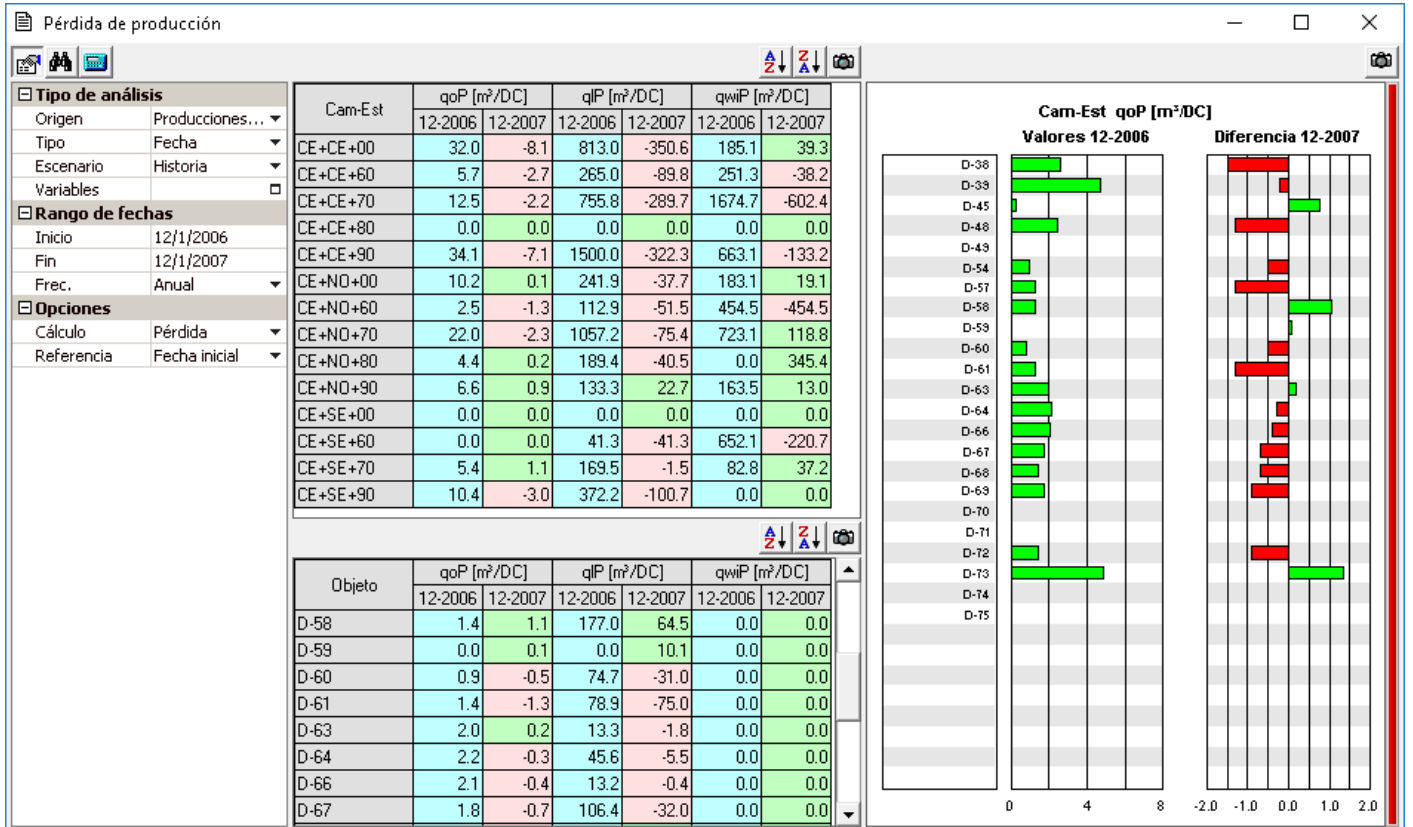 Pérdida de producción
Tipo de análisis
Origen Producciones...
Tipo Fecha
Escenario Historia
Variables
Rango de fechas
Inicio 12/1/2006
Fin 12/1/2007
Frec. Anual
Opciones
Cálculo Pérdida
Referencia Fecha inicial
Cam-Est qoP [m³/DC] qlP [m³/DC] qwiP [m³/DC]
12-2006 12-2007 12-2006 12-2007 12-2006 12-2007
CE+CE+00 32.0 -8.1 813.0 -350.6 185.1 39.3
CE+CE+60 5.7 -2.7 265.0 -89.8 251.3 -38.2
CE+CE+70 12.5 -2.2 755.8 -289.7 1674.7 -602.4
CE+CE+80 0.0 0.0 0.0 0.0 0.0 0.0
CE+CE+90 34.1 -7.1 1500.0 -322.3 663.1 -133.2
CE+NO+00 10.2 0.1 241.9 -37.7 183.1 19.1
CE+NO+60 2.5 -1.3 112.9 -51.5 454.5 -454.5
CE+NO+70 22.0 -2.3 1057.2 -75.4 723.1 118.8
CE+NO+80 4.4 0.2 189.4 -40.5 0.0 345.4
CE+NO+90 6.6 0.9 133.3 22.7 163.5 13.0
CE+SE+00 0.0 0.0 0.0 0.0 0.0 0.0
CE+SE+60 0.0 0.0 41.3 -41.3 652.1 -220.7
CE+SE+70 5.4 1.1 169.5 -1.5 82.8 37.2
CE+SE+90 10.4 -3.0 372.2 -100.7 0.0 0.0
Objeto qoP [m³/DC] qlP [m³/DC] qwiP [m³/DC]
12-2006 12-2007 12-2006 12-2007 12-2006 12-2007
D-58 1.4 1.1 177.0 64.5 0.0 0.0
D-59 0.0 0.1 0.0 10.1 0.0 0.0
D-60 0.9 -0.5 74.7 -31.0 0.0 0.0
D-61 1.4 -1.3 78.9 -75.0 0.0 0.0
D-63 2.0 0.2 13.3 -1.8 0.0 0.0
D-64 2.2 -0.3 45.6 -5.5 0.0 0.0
D-66 2.1 -0.4 13.2 -0.4 0.0 0.0
D-67 1.8 -0.7 106.4 -32.0 0.0 0.0
Cam-Est qoP [m³/DC]
Valores 12-2006 Diferencia 12-2007
D-38
D-39
D-45
D-48
D-49
D-54
D-57
D-58
D-59
D-60
D-61
D-63
D-64
D-66
D-67
D-68
D-69
D-70
D-71
D-72
D-73
D-74
D-75
0 4 8 -2.0 -1.0 0.0 1.0 2.0